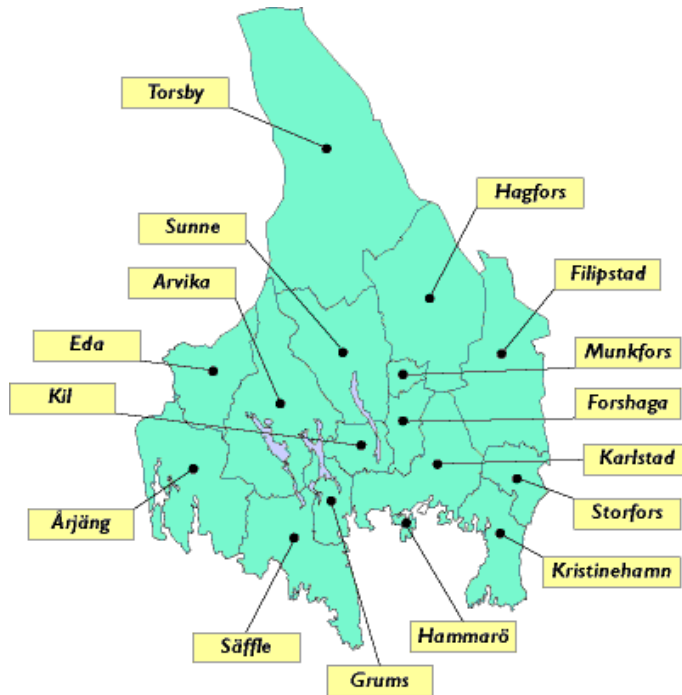 Torsby
Hagfors
Sunne
Filipstad
Arvika
Eda
Munkfors
Kil
Forshaga
Karlstad
Storfors
Årjäng
Kristinehamn
Hammarö
Säffle
Grums